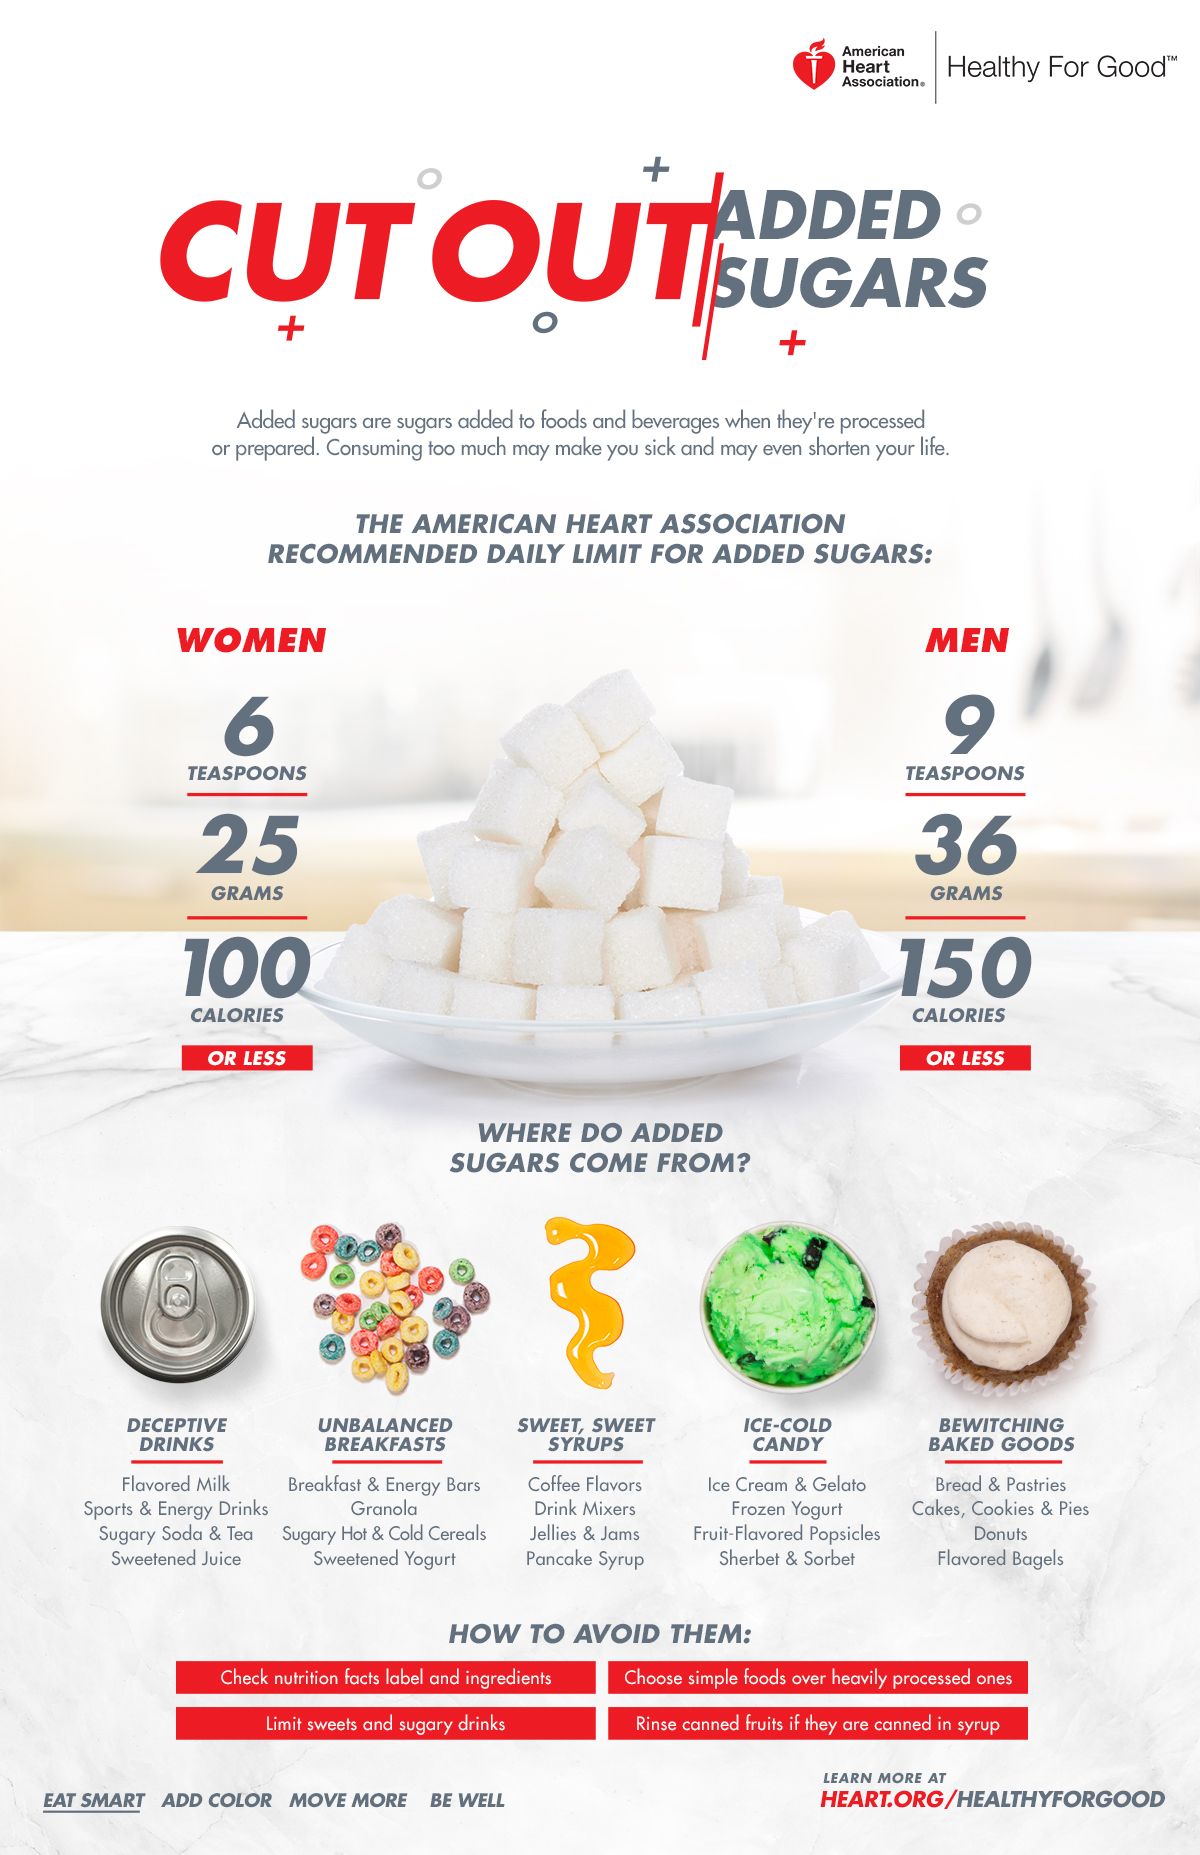 American
Heart
Association®
Healthy For Good™
CUT OUT
ADDED
SUGARS
Added sugars are sugars added to foods and beverages when they're processed
or prepared. Consuming too much may make you sick and may even shorten your life.
THE AMERICAN HEART ASSOCIATION
RECOMMENDED DAILY LIMIT FOR ADDED SUGARS:
WOMEN
6
TEASPOONS
25
GRAMS
100
CALORIES
OR LESS
MEN
9
TEASPOONS
36
GRAMS
150
CALORIES
OR LESS
WHERE DO ADDED
SUGARS COME FROM?
DECEPTIVE
DRINKS
Flavored Milk
Sports & Energy Drinks
Sugary Soda & Tea
Sweetened Juice
UNBALANCED
BREAKFASTS
Breakfast & Energy Bars
Granola
Sugary Hot & Cold Cereals
Sweetened Yogurt
SWEET, SWEET
SYRUPS
Coffee Flavors
Drink Mixers
Jellies & Jams
Pancake Syrup
ICE-COLD
CANDY
Ice Cream & Gelato
Frozen Yogurt
Fruit-Flavored Popsicles
Sherbet & Sorbet
BEWITCHING
BAKED GOODS
Bread & Pastries
Cakes, Cookies & Pies
Donuts
Flavored Bagels
HOW TO AVOID THEM:
Check nutrition facts label and ingredients
Choose simple foods over heavily processed ones
Limit sweets and sugary drinks
Rinse canned fruits if they are canned in syrup
EAT SMART ADD COLOR MOVE MORE BE WELL
LEARN MORE AT
HEART.ORG/HEALTHYFORGOOD